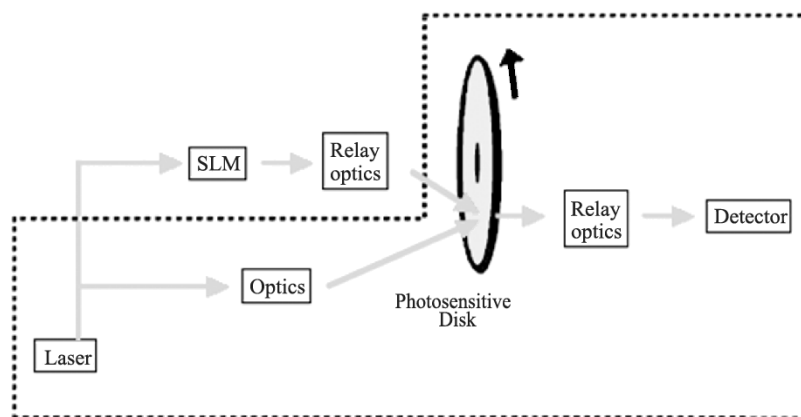 SLM
Relay
optics
Relay
optics
Detector
Optics
Photosensitive
Disk
Laser